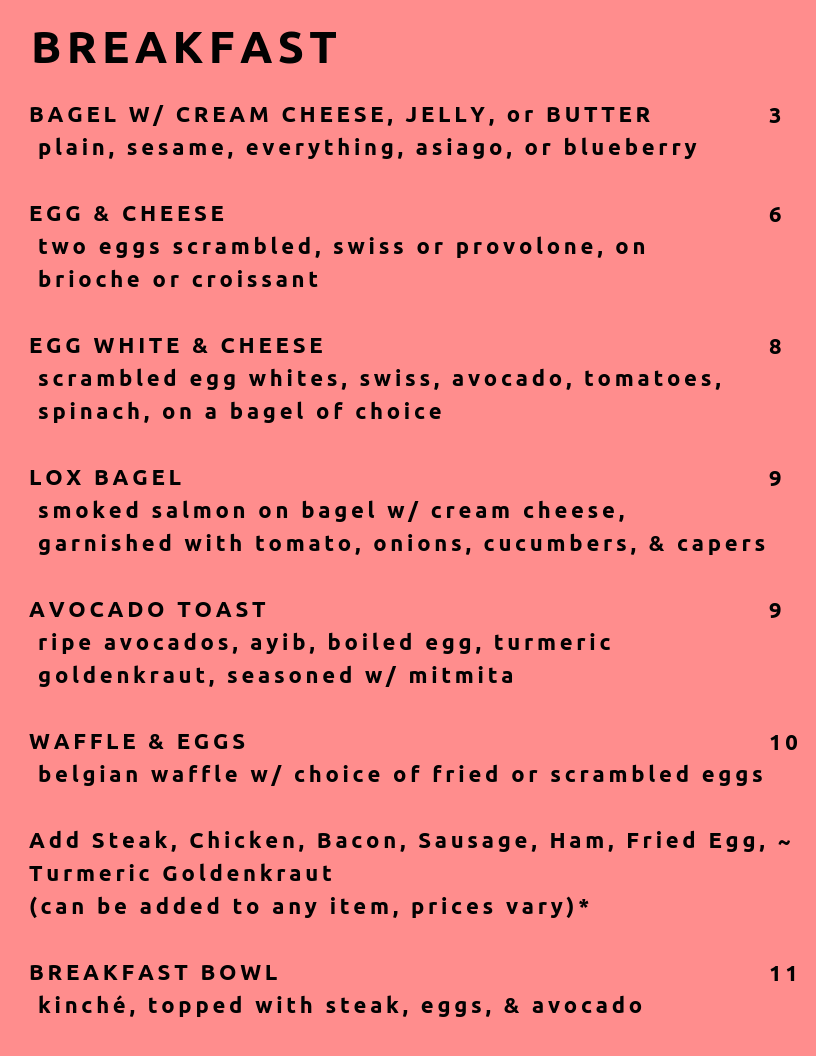 BREAKFAST
BAGEL W/ CREAM CHEESE, JELLY, or BUTTER 3
plain, sesame, everything, asiago, or blueberry
EGG & CHEESE 6
two eggs scrambled, swiss or provolone, on
brioche or croissant
EGG WHITE & CHEESE 8
scrambled egg whites, swiss, avocado, tomatoes,
spinach, on a bagel of choice
LOX BAGEL 9
smoked salmon on bagel w/ cream cheese,
garnished with tomato, onions, cucumbers, & capers
AVOCADO TOAST 9
ripe avocados, ayib, boiled egg, turmeric
goldenkraut, seasoned w/ mitmita
WAFFLE & EGGS 10
belgian waffle w/ choice of fried or scrambled eggs
Add Steak, Chicken, Bacon, Sausage, Ham, Fried Egg, ~
Turmeric Goldenkraut
(can be added to any item, prices vary)*
BREAKFAST BOWL 11
kinché, topped with steak, eggs, & avocado